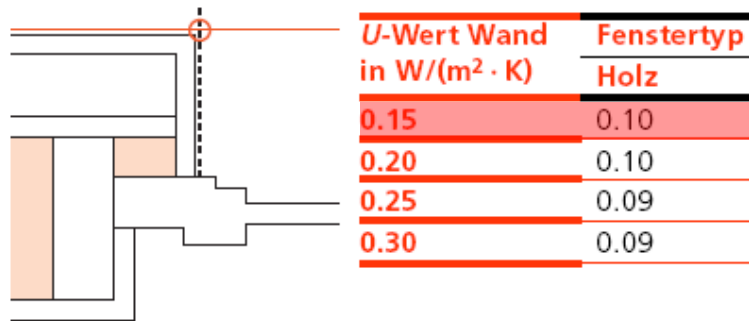 U-Wert Wand Fenstertyp
in W/(m² · K) Holz
0.15 0.10
0.20 0.10
0.25 0.09
0.30 0.09